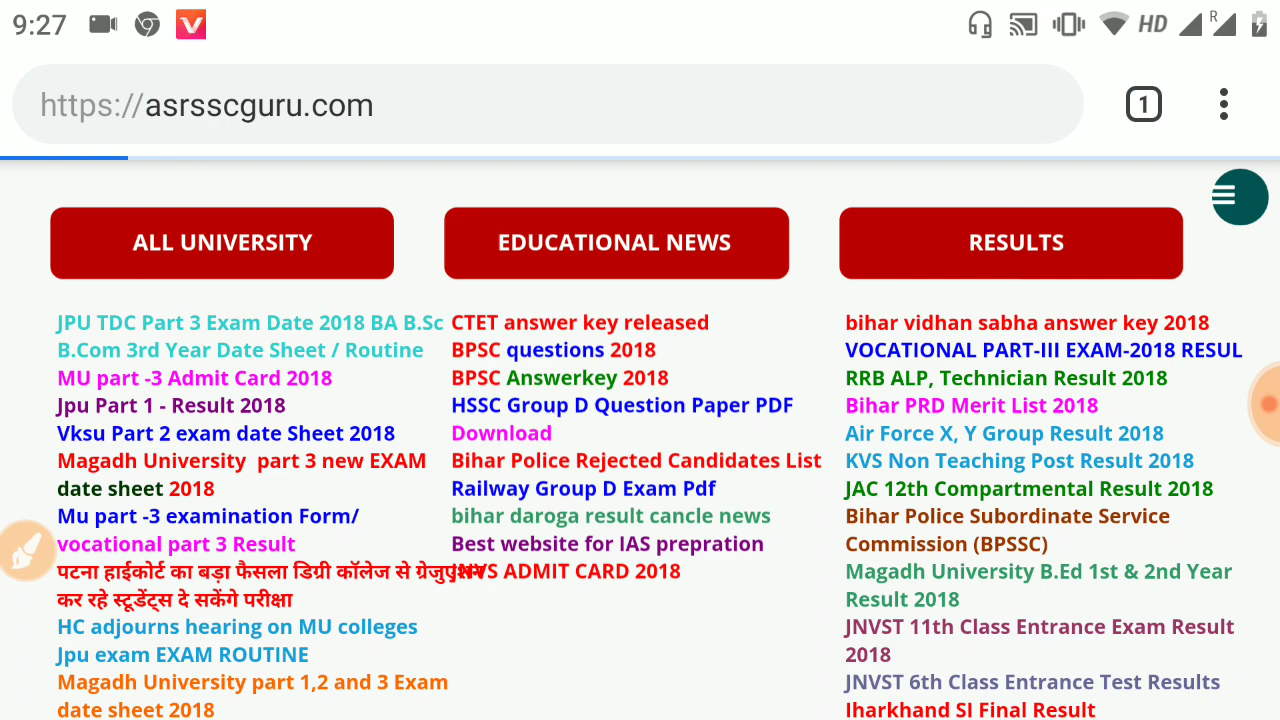 9:27
HD
R
https://asrsscguru.com
1
ALL UNIVERSITY
JPU TDC Part 3 Exam Date 2018 BA B.Sc
B.Com 3rd Year Date Sheet / Routine
MU part -3 Admit Card 2018
Jpu Part 1 - Result 2018
Vksu Part 2 exam date Sheet 2018
Magadh University part 3 new EXAM
date sheet 2018
Mu part -3 examination Form/
vocational part 3 Result
पटना हाईकोर्ट का बड़ा फैसला डिग्री कॉलेज से ग्रेजुएशन
कर रहे स्टूडेंट्स दे सकेंगे परीक्षा
HC adjourns hearing on MU colleges
Jpu exam EXAM ROUTINE
Magadh University part 1,2 and 3 Exam
date sheet 2018
EDUCATIONAL NEWS
CTET answer key released
BPSC questions 2018
BPSC Answerkey 2018
HSSC Group D Question Paper PDF
Download
Bihar Police Rejected Candidates List
Railway Group D Exam Pdf
bihar daroga result cancle news
Best website for IAS prepration
JNVS ADMIT CARD 2018
RESULTS
bihar vidhan sabha answer key 2018
VOCATIONAL PART-III EXAM-2018 RESUL
RRB ALP, Technician Result 2018
Bihar PRD Merit List 2018
Air Force X, Y Group Result 2018
KVS Non Teaching Post Result 2018
JAC 12th Compartmental Result 2018
Bihar Police Subordinate Service
Commission (BPSSC)
Magadh University B.Ed 1st & 2nd Year
Result 2018
JNVST 11th Class Entrance Exam Result
2018
JNVST 6th Class Entrance Test Results
Jharkhand SI Final Result